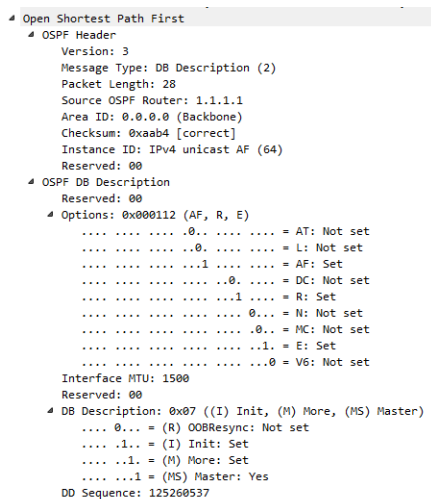 Open Shortest Path First
OSPF Header
Version: 3
Message Type: DB Description (2)
Packet Length: 28
Source OSPF Router: 1.1.1.1
Area ID: 0.0.0.0 (Backbone)
Checksum: 0xaab4 [correct]
Instance ID: IPv4 unicast AF (64)
Reserved: 00
OSPF DB Description
Reserved: 00
Options: 0x000112 (AF, R, E)
.... .... .... .0.. .... .... = AT: Not set
.... .... .... ..0. .... .... = L: Not set
.... .... .... ...1 .... .... = AF: Set
.... .... .... .... ..0. .... = DC: Not set
.... .... .... .... ...1 .... = R: Set
.... .... .... .... .... 0... = N: Not set
.... .... .... .... .... .0.. = MC: Not set
.... .... .... .... .... ..1. = E: Set
.... .... .... .... .... ...0 = V6: Not set
Interface MTU: 1500
Reserved: 00
DB Description: 0x07 ((I) Init, (M) More, (MS) Master)
.... 0... = (R) OOBResync: Not set
.... .1.. = (I) Init: Set
.... ..1. = (M) More: Set
.... ...1 = (MS) Master: Yes
DD Sequence: 125260537